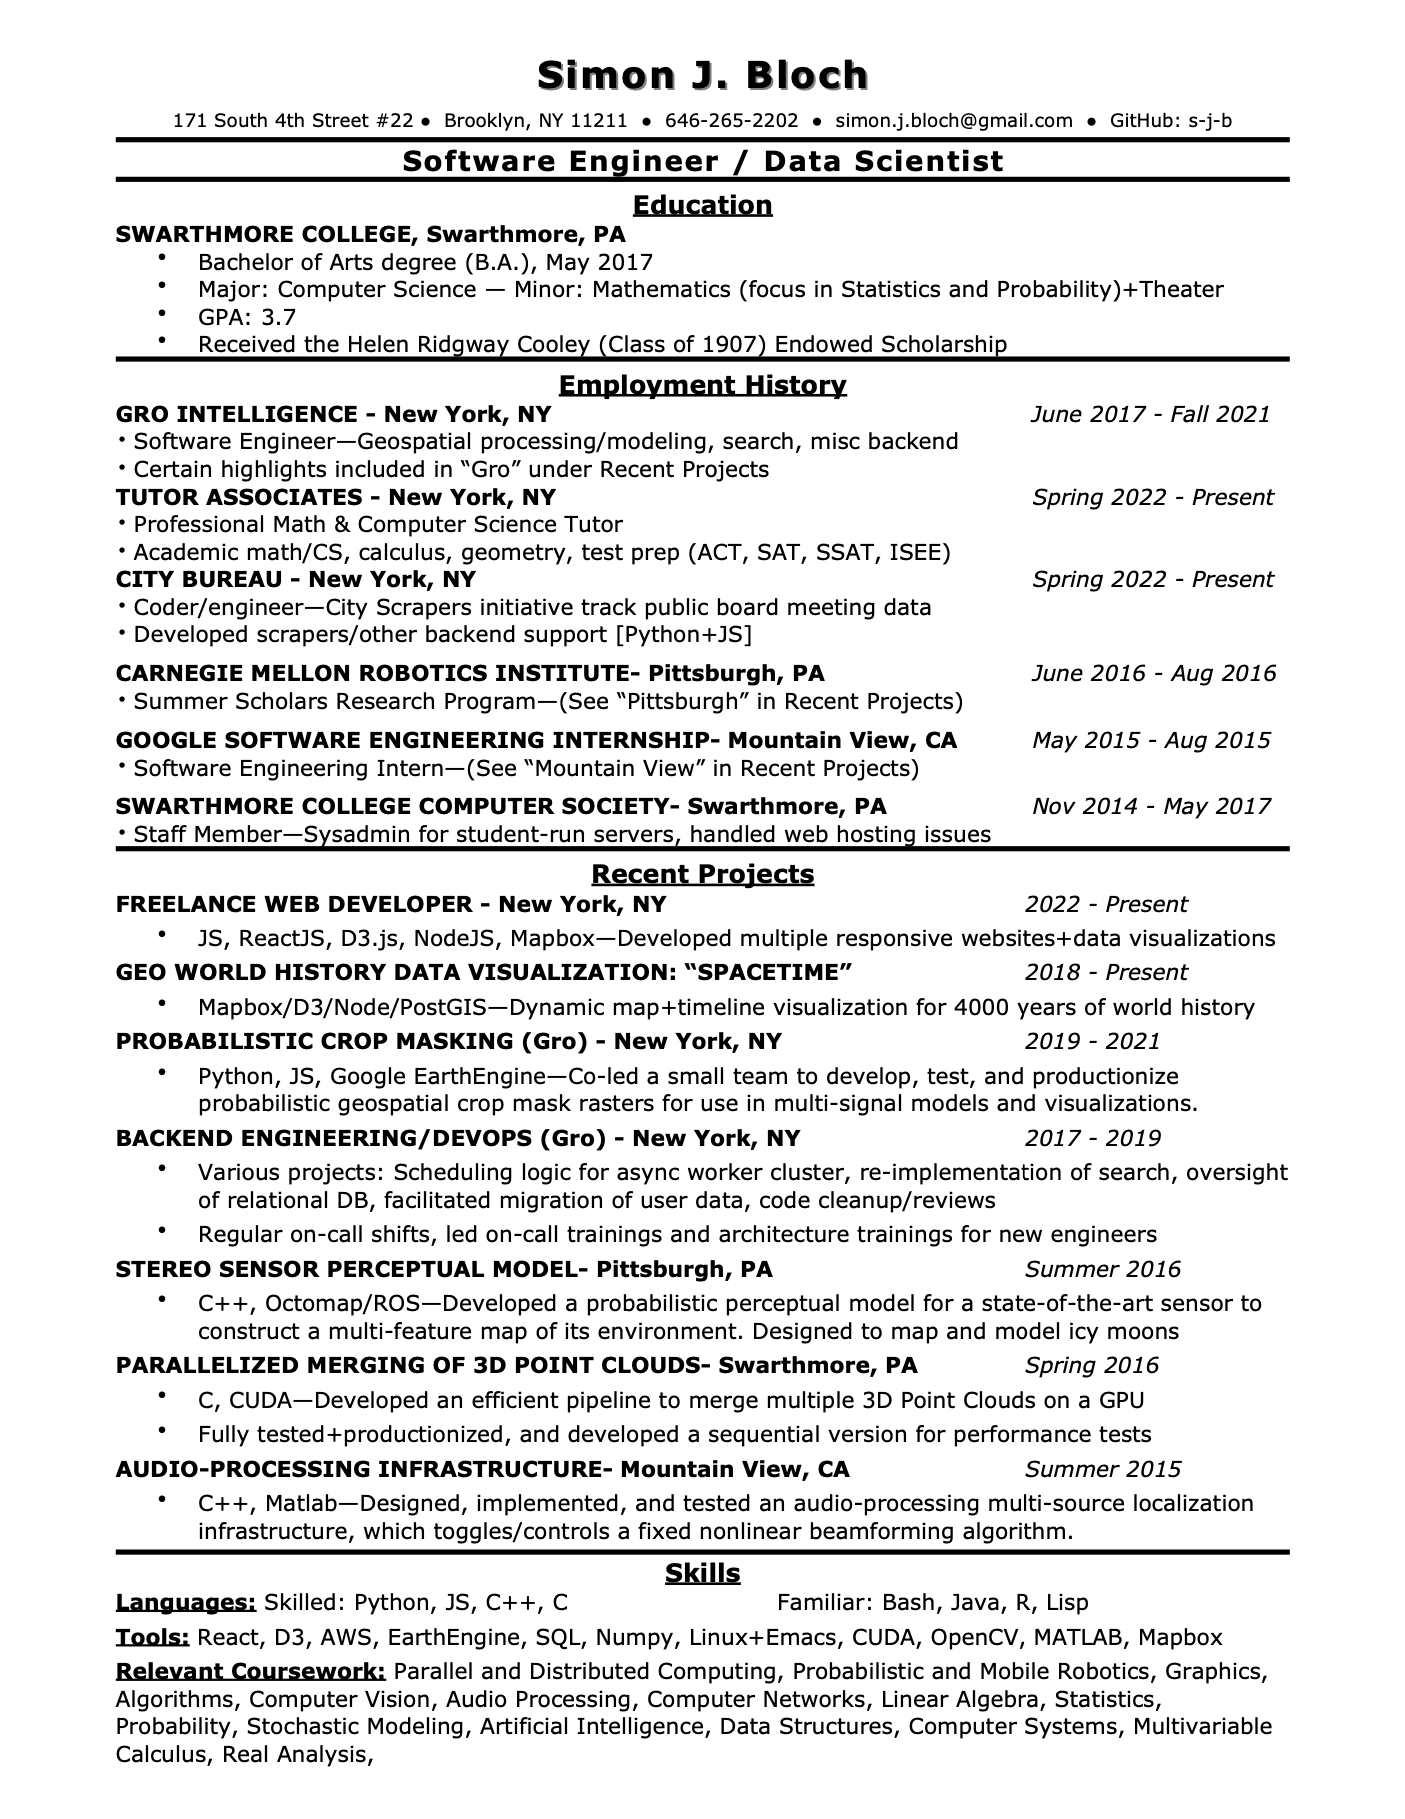 Simon J. Bloch
171 South 4th Street #22 ● Brooklyn, NY 11211 ● 646-265-2202 ● simon.j.bloch@gmail.com ● GitHub: s-j-b
Software Engineer / Data Scientist
Education
SWARTHMORE COLLEGE, Swarthmore, PA
• Bachelor of Arts degree (B.A.), May 2017
• Major: Computer Science — Minor: Mathematics (focus in Statistics and Probability)+Theater
• GPA: 3.7
• Received the Helen Ridgway Cooley (Class of 1907) Endowed Scholarship
Employment History
GRO INTELLIGENCE - New York, NY June 2017 - Fall 2021
• Software Engineer—Geospatial processing/modeling, search, misc backend
• Certain highlights included in “Gro” under Recent Projects
TUTOR ASSOCIATES - New York, NY Spring 2022 - Present
• Professional Math & Computer Science Tutor
• Academic math/CS, calculus, geometry, test prep (ACT, SAT, SSAT, ISEE)
CITY BUREAU - New York, NY Spring 2022 - Present
• Coder/engineer—City Scrapers initiative track public board meeting data
• Developed scrapers/other backend support [Python+JS]
CARNEGIE MELLON ROBOTICS INSTITUTE- Pittsburgh, PA June 2016 - Aug 2016
• Summer Scholars Research Program—(See “Pittsburgh” in Recent Projects)
GOOGLE SOFTWARE ENGINEERING INTERNSHIP- Mountain View, CA May 2015 - Aug 2015
• Software Engineering Intern—(See “Mountain View” in Recent Projects)
SWARTHMORE COLLEGE COMPUTER SOCIETY- Swarthmore, PA Nov 2014 - May 2017
• Staff Member—Sysadmin for student-run servers, handled web hosting issues
Recent Projects
FREELANCE WEB DEVELOPER - New York, NY 2022 - Present
• JS, ReactJS, D3.js, NodeJS, Mapbox—Developed multiple responsive websites+data visualizations
GEO WORLD HISTORY DATA VISUALIZATION: “SPACETIME” 2018 - Present
• Mapbox/D3/Node/PostGIS—Dynamic map+timeline visualization for 4000 years of world history
PROBABILISTIC CROP MASKING (Gro) - New York, NY 2019 - 2021
• Python, JS, Google EarthEngine—Co-led a small team to develop, test, and productionize
probabilistic geospatial crop mask rasters for use in multi-signal models and visualizations.
BACKEND ENGINEERING/DEVOPS (Gro) - New York, NY 2017 - 2019
• Various projects: Scheduling logic for async worker cluster, re-implementation of search, oversight
of relational DB, facilitated migration of user data, code cleanup/reviews
• Regular on-call shifts, led on-call trainings and architecture trainings for new engineers
STEREO SENSOR PERCEPTUAL MODEL- Pittsburgh, PA Summer 2016
• C++, Octomap/ROS—Developed a probabilistic perceptual model for a state-of-the-art sensor to
construct a multi-feature map of its environment. Designed to map and model icy moons
PARALLELIZED MERGING OF 3D POINT CLOUDS- Swarthmore, PA Spring 2016
• C, CUDA—Developed an efficient pipeline to merge multiple 3D Point Clouds on a GPU
• Fully tested+productionized, and developed a sequential version for performance tests
AUDIO-PROCESSING INFRASTRUCTURE- Mountain View, CA Summer 2015
• C++, Matlab—Designed, implemented, and tested an audio-processing multi-source localization
infrastructure, which toggles/controls a fixed nonlinear beamforming algorithm.
Skills
Languages: Skilled: Python, JS, C++, C Familiar: Bash, Java, R, Lisp
Tools: React, D3, AWS, EarthEngine, SQL, Numpy, Linux+Emacs, CUDA, OpenCV, MATLAB, Mapbox
Relevant Coursework: Parallel and Distributed Computing, Probabilistic and Mobile Robotics, Graphics,
Algorithms, Computer Vision, Audio Processing, Computer Networks, Linear Algebra, Statistics,
Probability, Stochastic Modeling, Artificial Intelligence, Data Structures, Computer Systems, Multivariable
Calculus, Real Analysis,